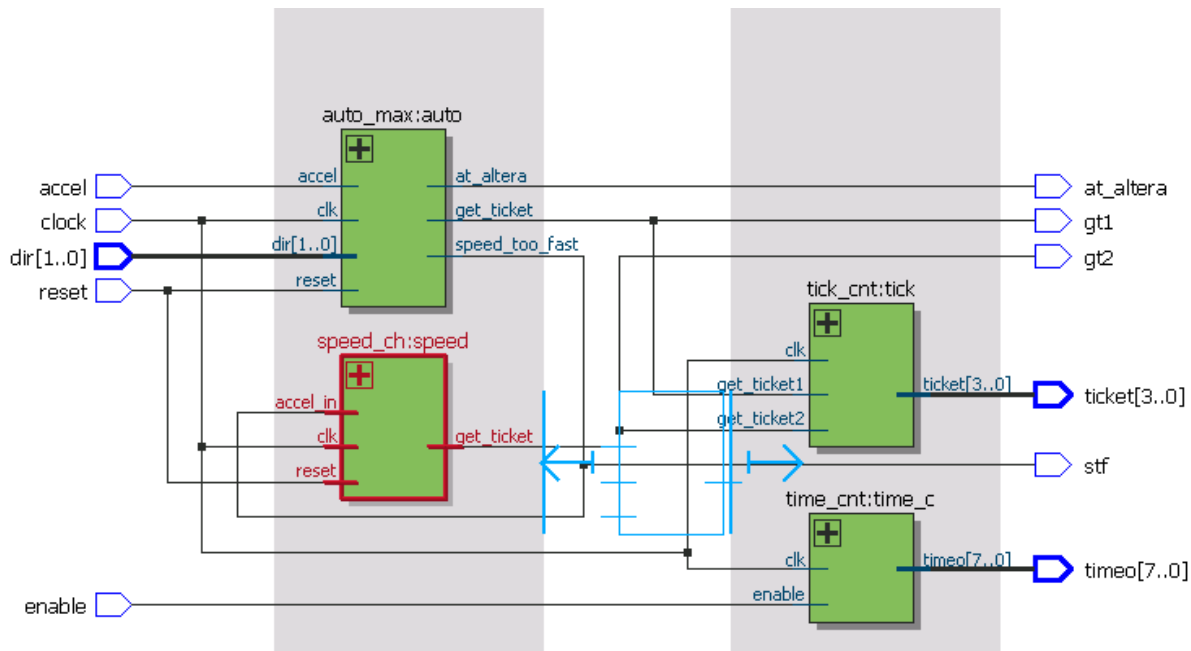 auto_max:auto
accel
accel
at_altera
at_altera
clock
clk
get_ticket
gt1
dir[1..0]
dir[1..0]
speed_too_fast
gt2
reset
reset
tick_cnt:tick
speed_ch:speed
clk
accel_in
get_ticket1
ticket[3..0]
ticket[3..0]
get_ticket2
clk
get_ticket
reset
stf
time_cnt:time_c
clk
timeo[7..0]
timeo[7..0]
enable
enable